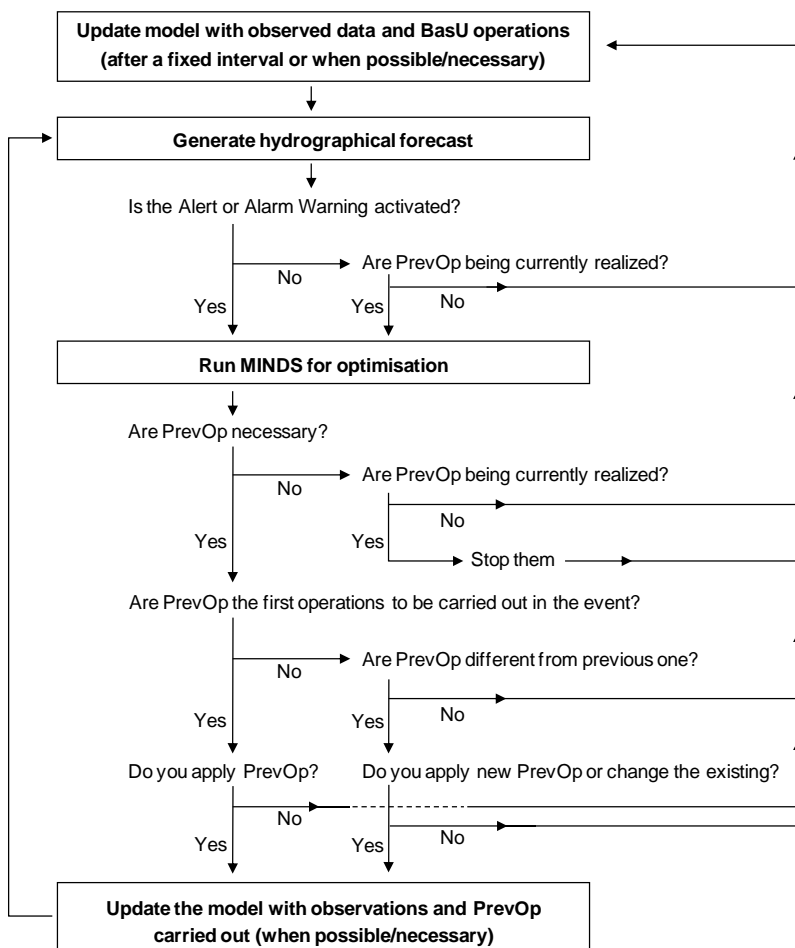 Update model with observed data and BasU operations
(after a fixed interval or when possible/necessary)
Generate hydrographical forecast
Is the Alert or Alarm Warning activated?
No
Are PrevOp being currently realized?
Yes
Yes
No
Run MINDS for optimisation
Are PrevOp necessary?
No
Are PrevOp being currently realized?
No
Yes
Yes
Stop them
Are PrevOp the first operations to be carried out in the event?
No
Are PrevOp different from previous one?
Yes
Yes
No
Do you apply PrevOp?
Do you apply new PrevOp or change the existing?
No
No
Yes
Yes
Update the model with observations and PrevOp
carried out (when possible/necessary)